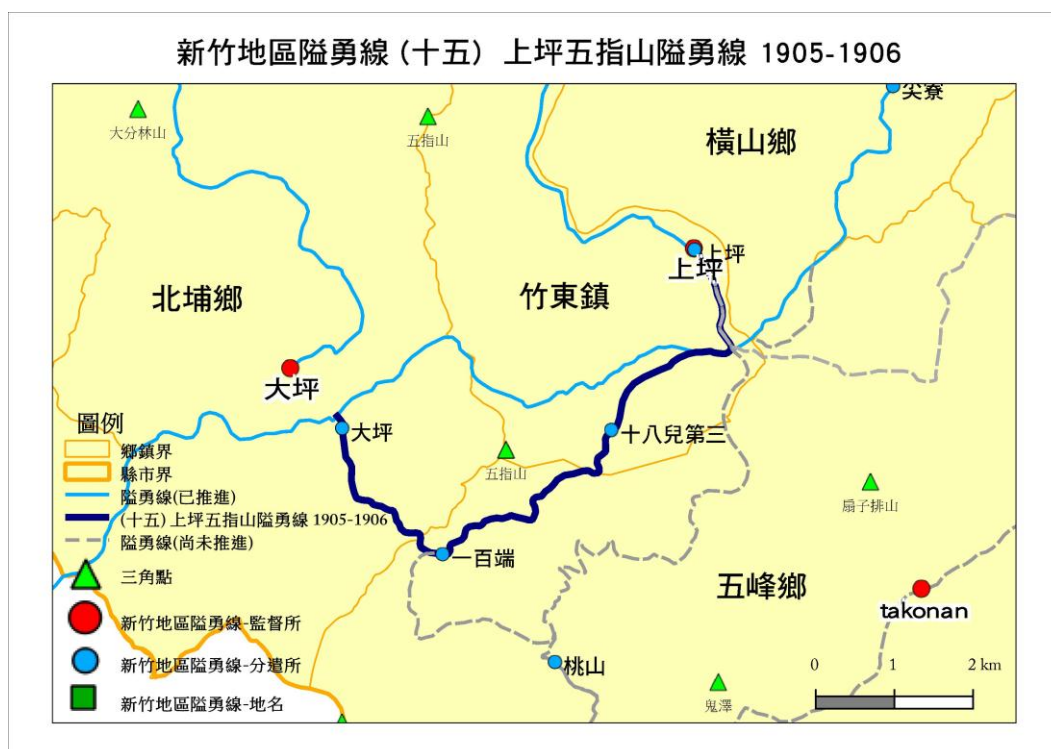 新竹地區隘勇線 (十五) 上坪五指山隘勇線 1905-1906
尖寮
大分林山
五指山
橫山鄉
上坪
上坪
北埔鄉
竹東鎮
大坪
圖例
鄉鎮界
縣市界
隘勇線(已推進)
(十五) 上坪五指山隘勇線 1905-1906
隘勇線(尚未推進)
三角點
新竹地區隘勇線-監督所
新竹地區隘勇線-分遣所
新竹地區隘勇線-地名
大坪
十八兒第三
五指山
扇子排山
一百端
五峰鄉
takonan
桃山
鬼澤
0 1 2 km